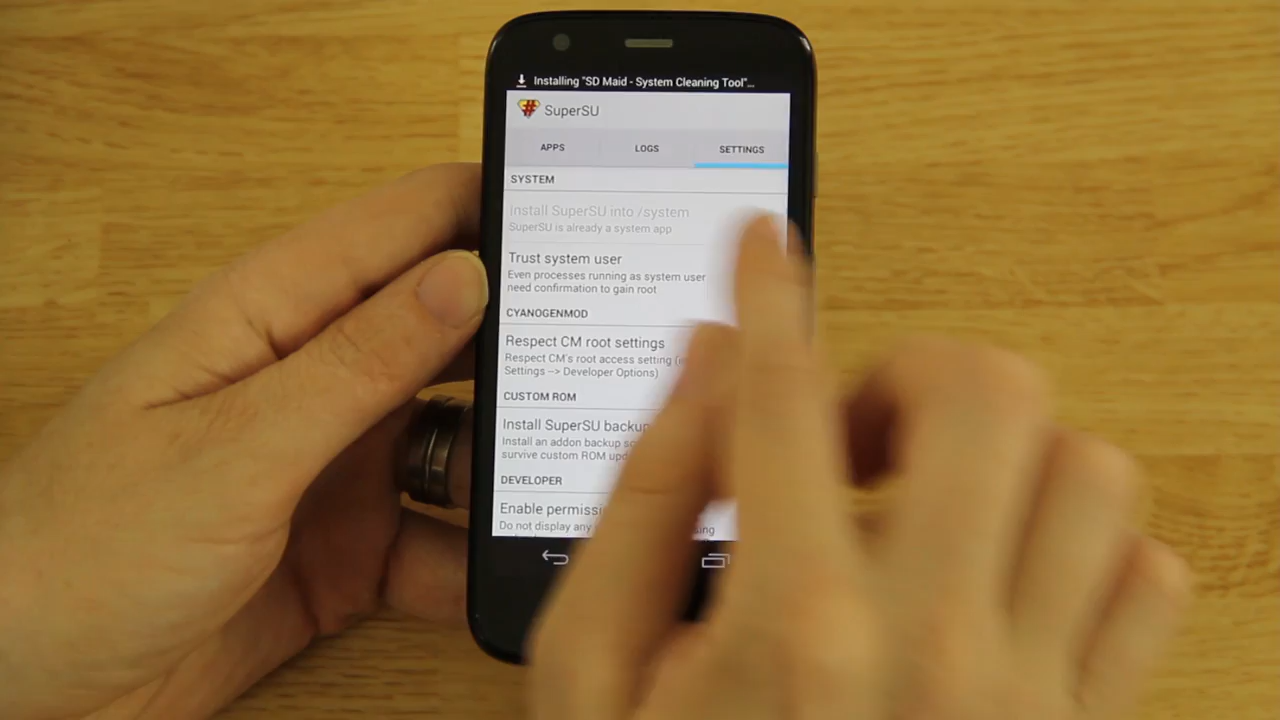 Installing "SD Maid - System Cleaning Tool"...
SuperSU
APPS LOGS SETTINGS
SYSTEM
Install SuperSU into /system
SuperSU is already a system app
Trust system user
Even processes running as system user
need confirmation to gain root
CYANOGENMOD
Respect CM root settings
Respect CM's root access setting
Settings --> Developer Options)
CUSTOM ROM
Install SuperSU backup
Install an addon backup
survive custom ROM
DEVELOPER
Enable
Do not display any